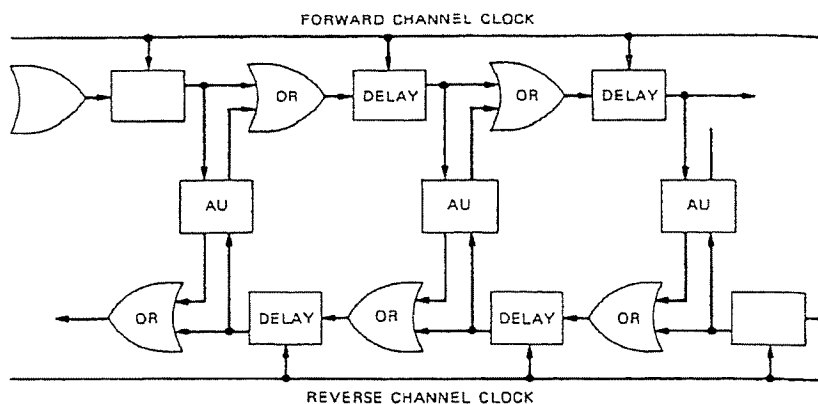 FORWARD CHANNEL CLOCK
OR
DELAY
OR
DELAY
AU
AU
AU
OR
DELAY
OR
DELAY
OR
REVERSE CHANNEL CLOCK